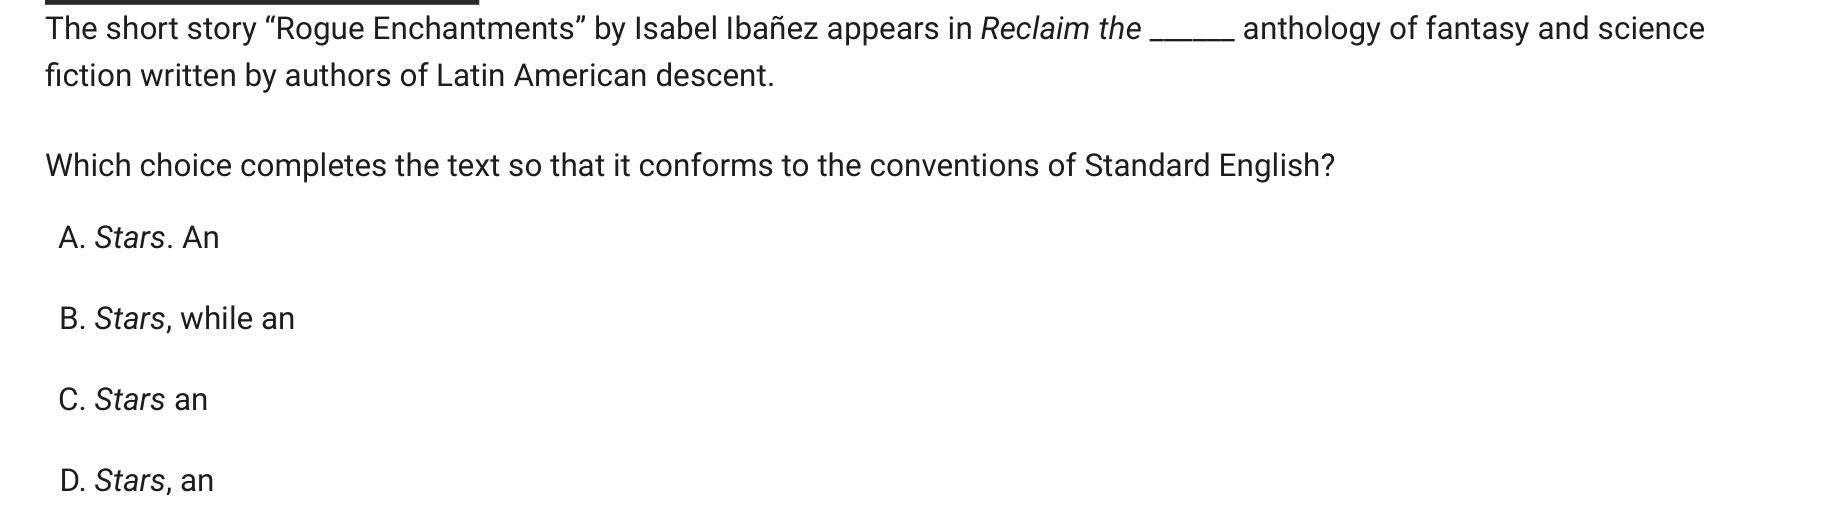 The short story “Rogue Enchantments” by Isabel Ibañez appears in Reclaim the ______ anthology of fantasy and science
fiction written by authors of Latin American descent.
Which choice completes the text so that it conforms to the conventions of Standard English?
A. Stars. An
B. Stars, while an
C. Stars an
D. Stars, an